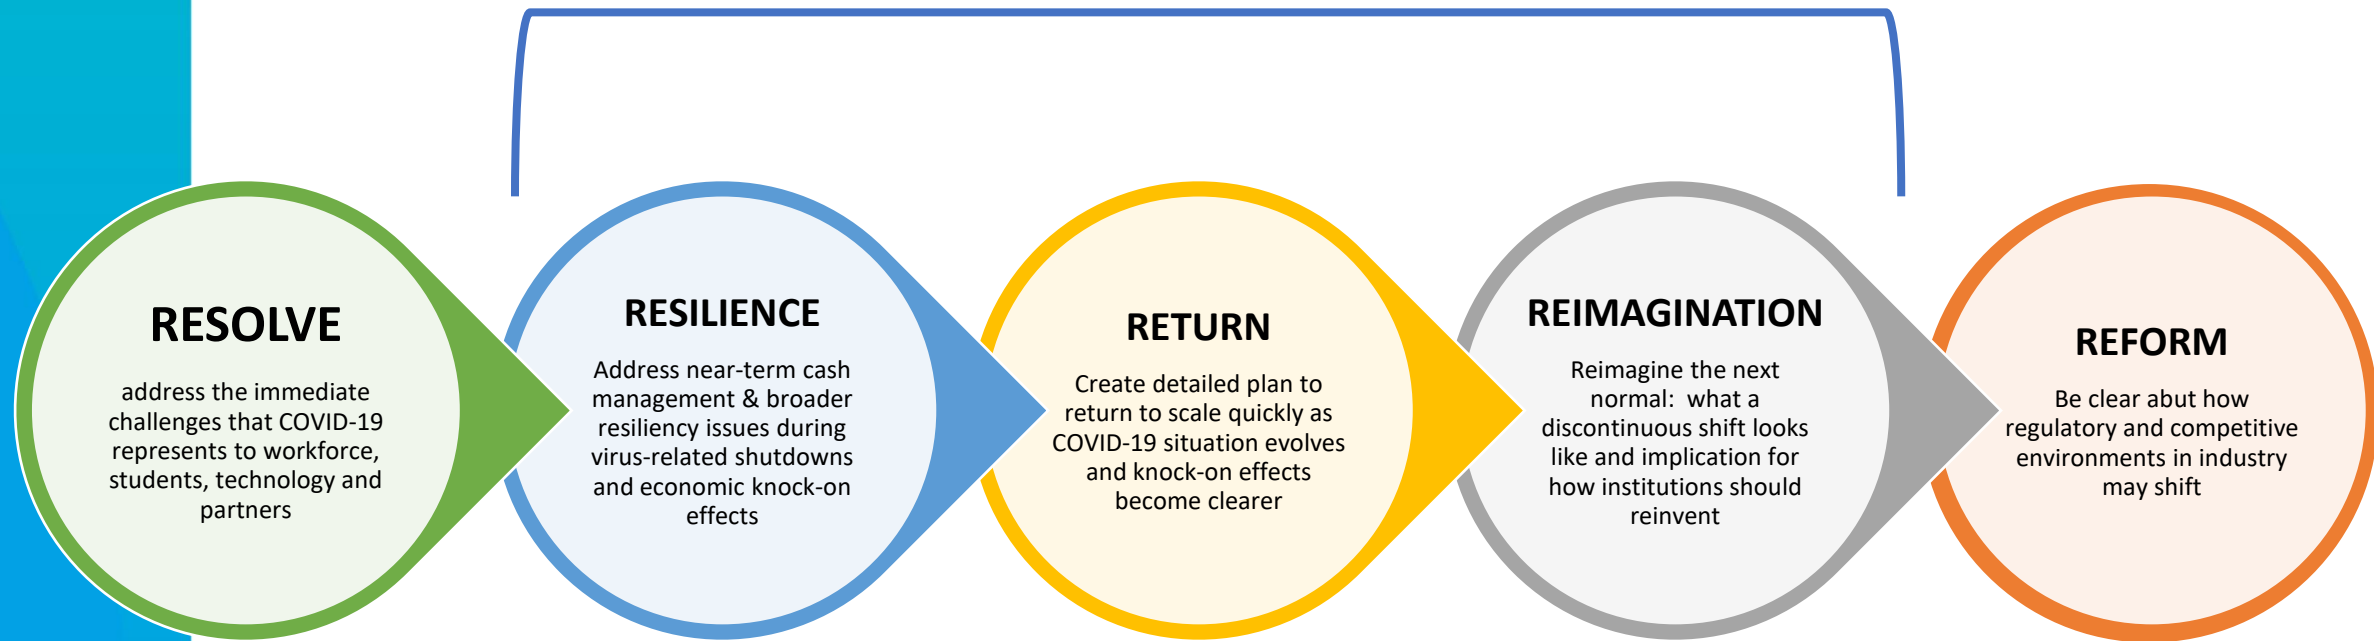 RESOLVE
address the immediate
challenges that COVID-19
represents to workforce,
students, technology and
partners
RESILIENCE
Address near-term cash
management & broader
resiliency issues during
virus-related shutdowns
and economic knock-on
effects
RETURN
Create detailed plan to
return to scale quickly as
COVID-19 situation evolves
and knock-on effects
become clearer
REIMAGINATION
Reimagine the next
normal:  what a
discontinuous shift looks
like and implication for
how institutions should
reinvent
REFORM
Be clear abut how
regulatory and competitive
environments in industry
may shift